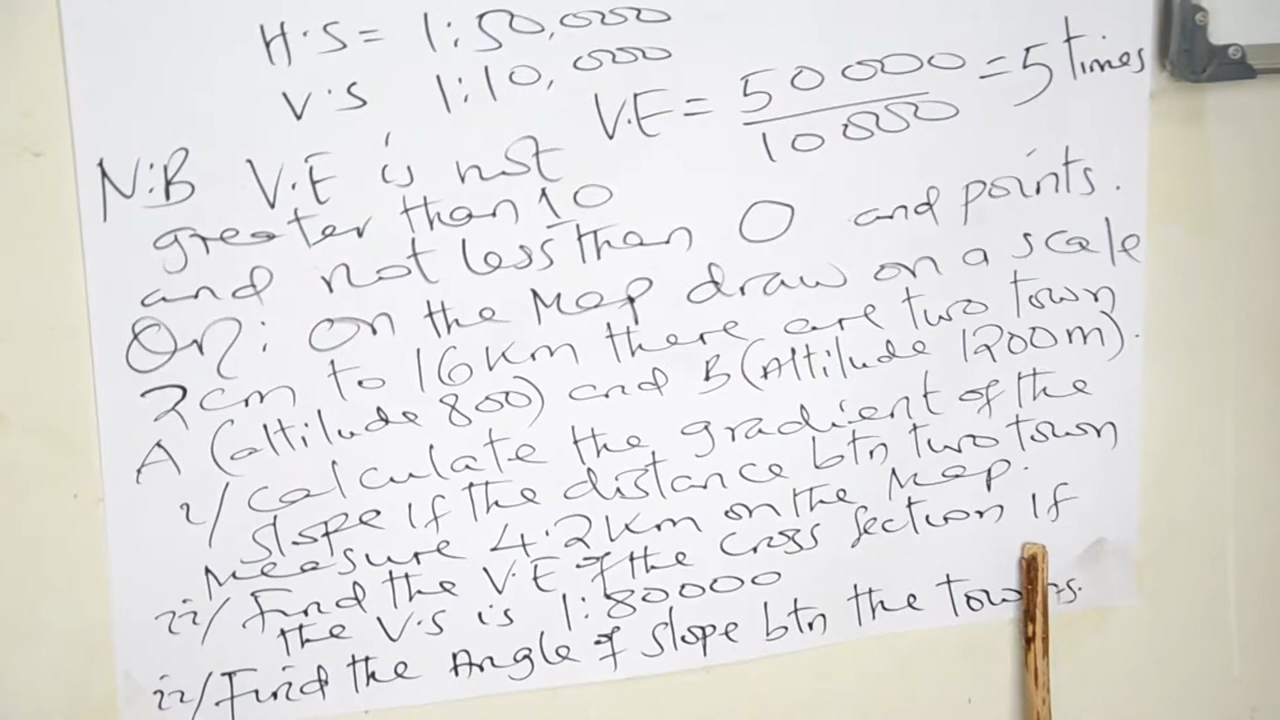 H.S = 1:50,000
V.S 1:10,000
V.E = 50000 / 10000 = 5 times
N:B V.E is not
greater than 10
and not less than 0 and points.
Qn: On the Map draw on a scale
2cm to 16Km there are two town
A (altitude 800) and B (Altitude 1200m).
i/ Calculate the gradient of the
slope if the distance btn two town
Measure 4.2Km on the Map.
ii/ Find the V.E of the Cross Section if
the V.S is 1:80000
ii/ Find the Angle of slope btn the towns.